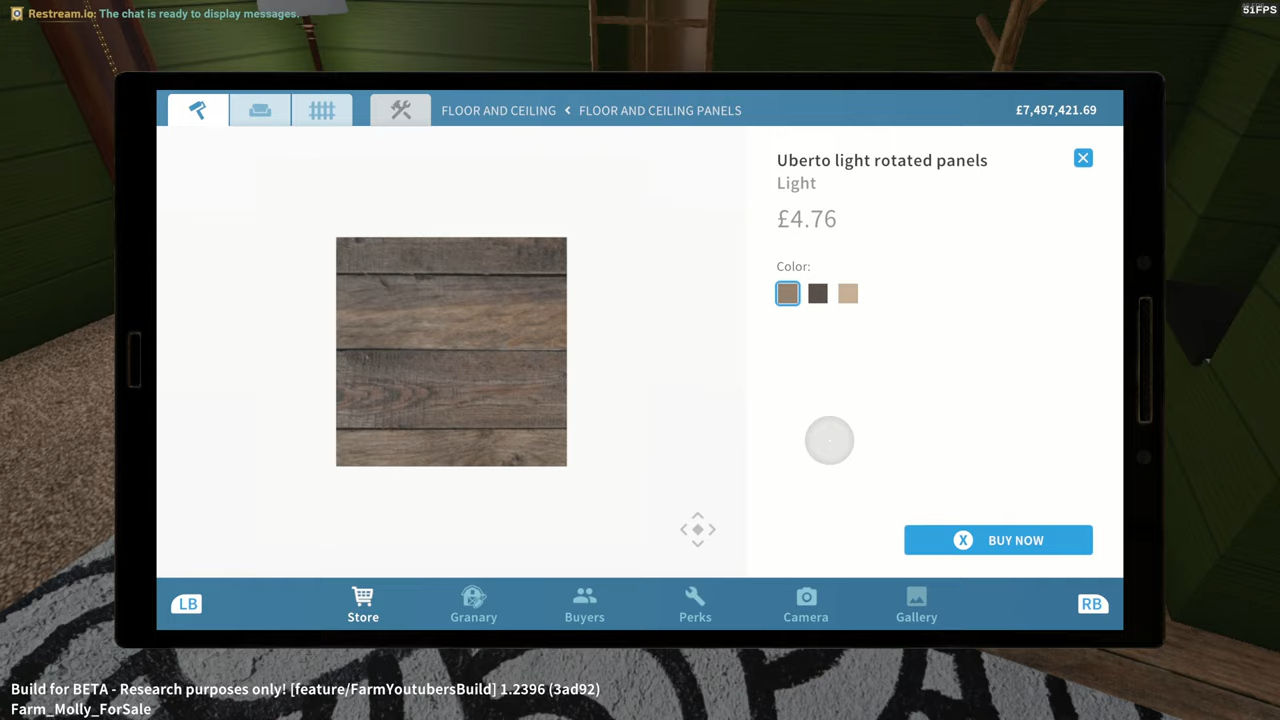 Restream.io: The chat is ready to display messages.
51FPS
FLOOR AND CEILING < FLOOR AND CEILING PANELS
£7,497,421.69
Uberto light rotated panels
Light
£4.76
Color:
X BUY NOW
LB
Store
Granary
Buyers
Perks
Camera
Gallery
RB
Build for BETA - Research purposes only! [feature/FarmYoutubersBuild] 1.2396 (3ad92)
Farm_Molly_ForSale